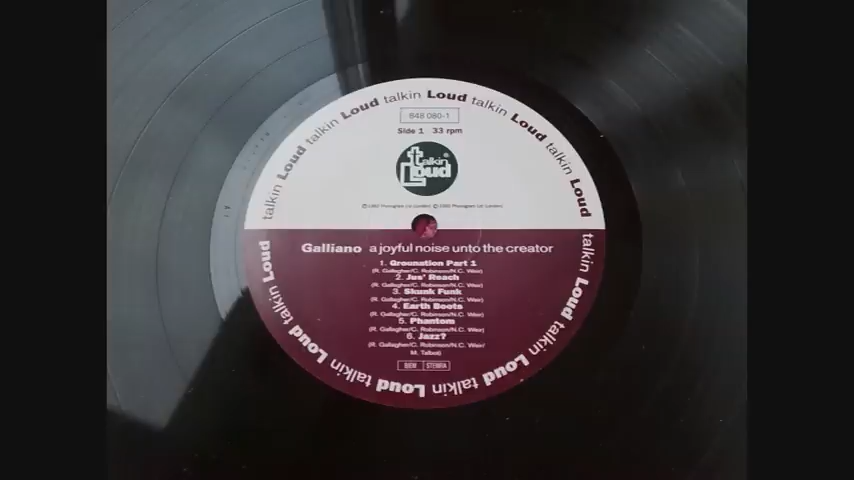 talkin Loud talkin Loud talkin Loud talkin Loud talkin Loud talkin Loud talkin Loud talkin Loud
848 080-1
Side 1 33 rpm
talkin Loud
Galliano a joyful noise unto the creator
1. Grounation Part 1
(R. Gallagher/C. Robinson/N.C. Weir)
2. Jus' Reach
(R. Gallagher/C. Robinson/N.C. Weir)
3. Skunk Funk
(R. Gallagher/C. Robinson/N.C. Weir)
4. Earth Boots
(R. Gallagher/C. Robinson/N.C. Weir)
5. Phantom
(R. Gallagher/C. Robinson/N.C. Weir)
6. Jazz?
(R. Gallagher/C. Robinson/N.C. Weir/
M. Talbot)
BIEM STEMRA